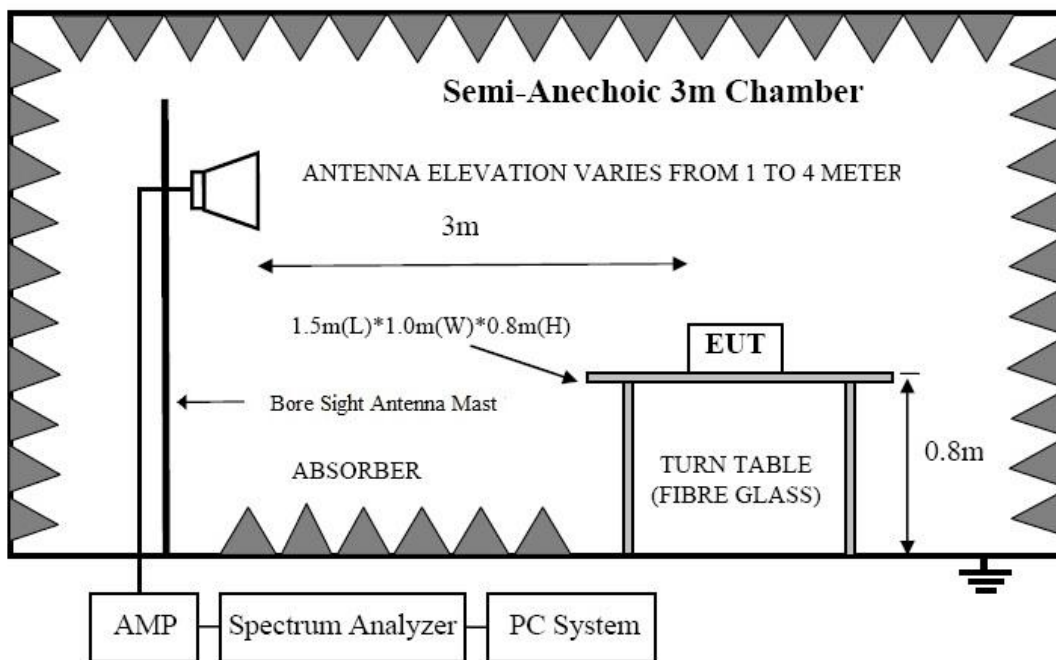 Semi-Anechoic 3m Chamber
ANTENNA ELEVATION VARIES FROM 1 TO 4 METER
3m
1.5m(L)*1.0m(W)*0.8m(H)
EUT
Bore Sight Antenna Mast
ABSORBER
TURN TABLE
(FIBRE GLASS)
0.8m
AMP
Spectrum Analyzer
PC System